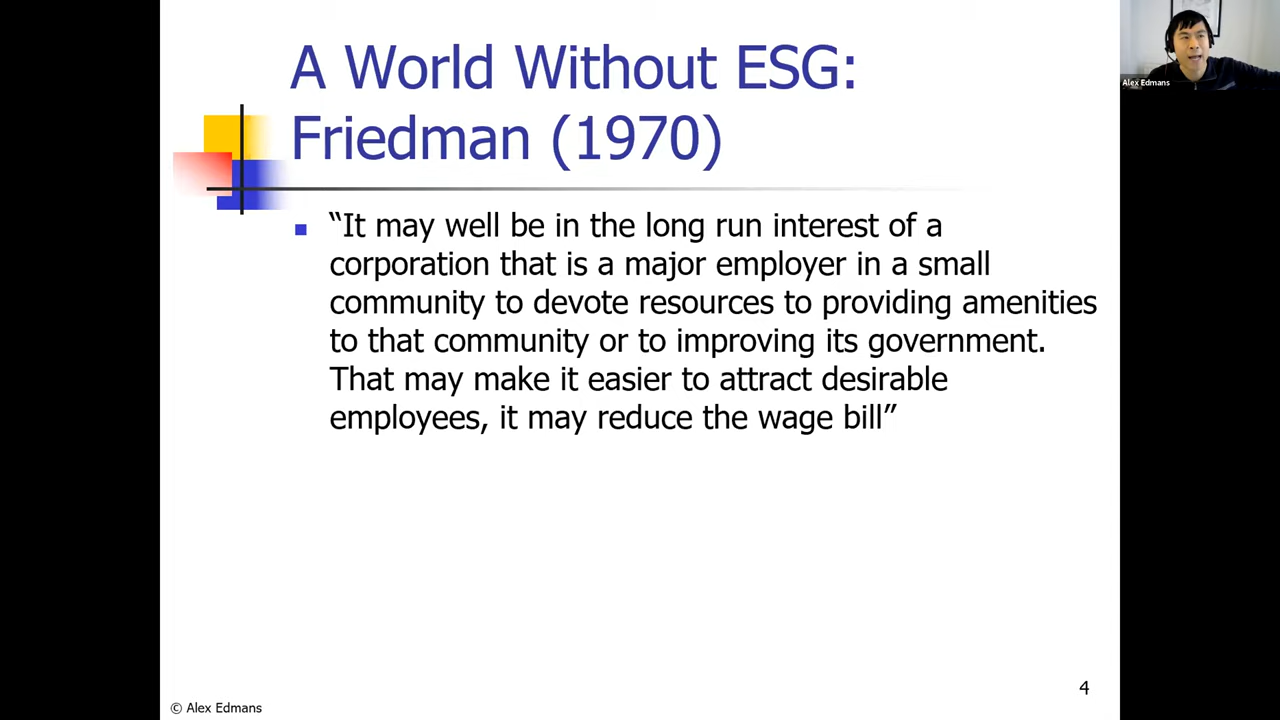 A World Without ESG:
Friedman (1970)
“It may well be in the long run interest of a
corporation that is a major employer in a small
community to devote resources to providing amenities
to that community or to improving its government.
That may make it easier to attract desirable
employees, it may reduce the wage bill”
4
© Alex Edmans
Alex Edmans